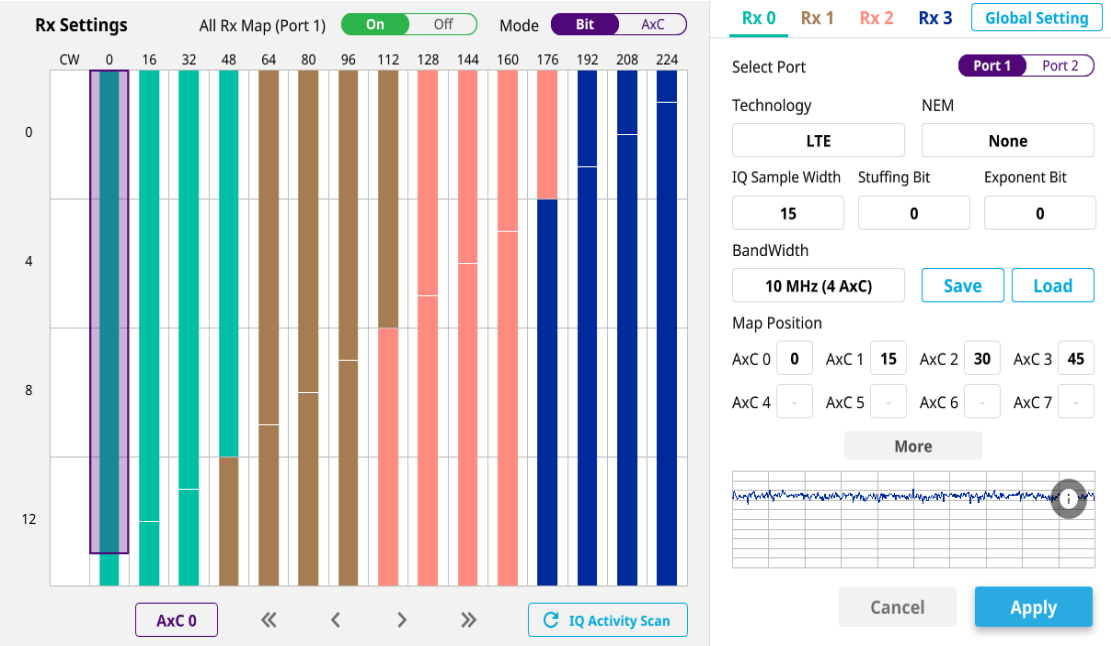 Rx Settings All Rx Map (Port 1) On Off Mode Bit AxC
CW 0 16 32 48 64 80 96 112 128 144 160 176 192 208 224
0
4
8
12
AxC 0 IQ Activity Scan
Rx 0 Rx 1 Rx 2 Rx 3 Global Setting
Select Port Port 1 Port 2
Technology NEM
LTE None
IQ Sample Width Stuffing Bit Exponent Bit
15 0 0
BandWidth
10 MHz (4 AxC) Save Load
Map Position
AxC 0 0 AxC 1 15 AxC 2 30 AxC 3 45
AxC 4 - AxC 5 - AxC 6 - AxC 7 -
More
i
Cancel Apply